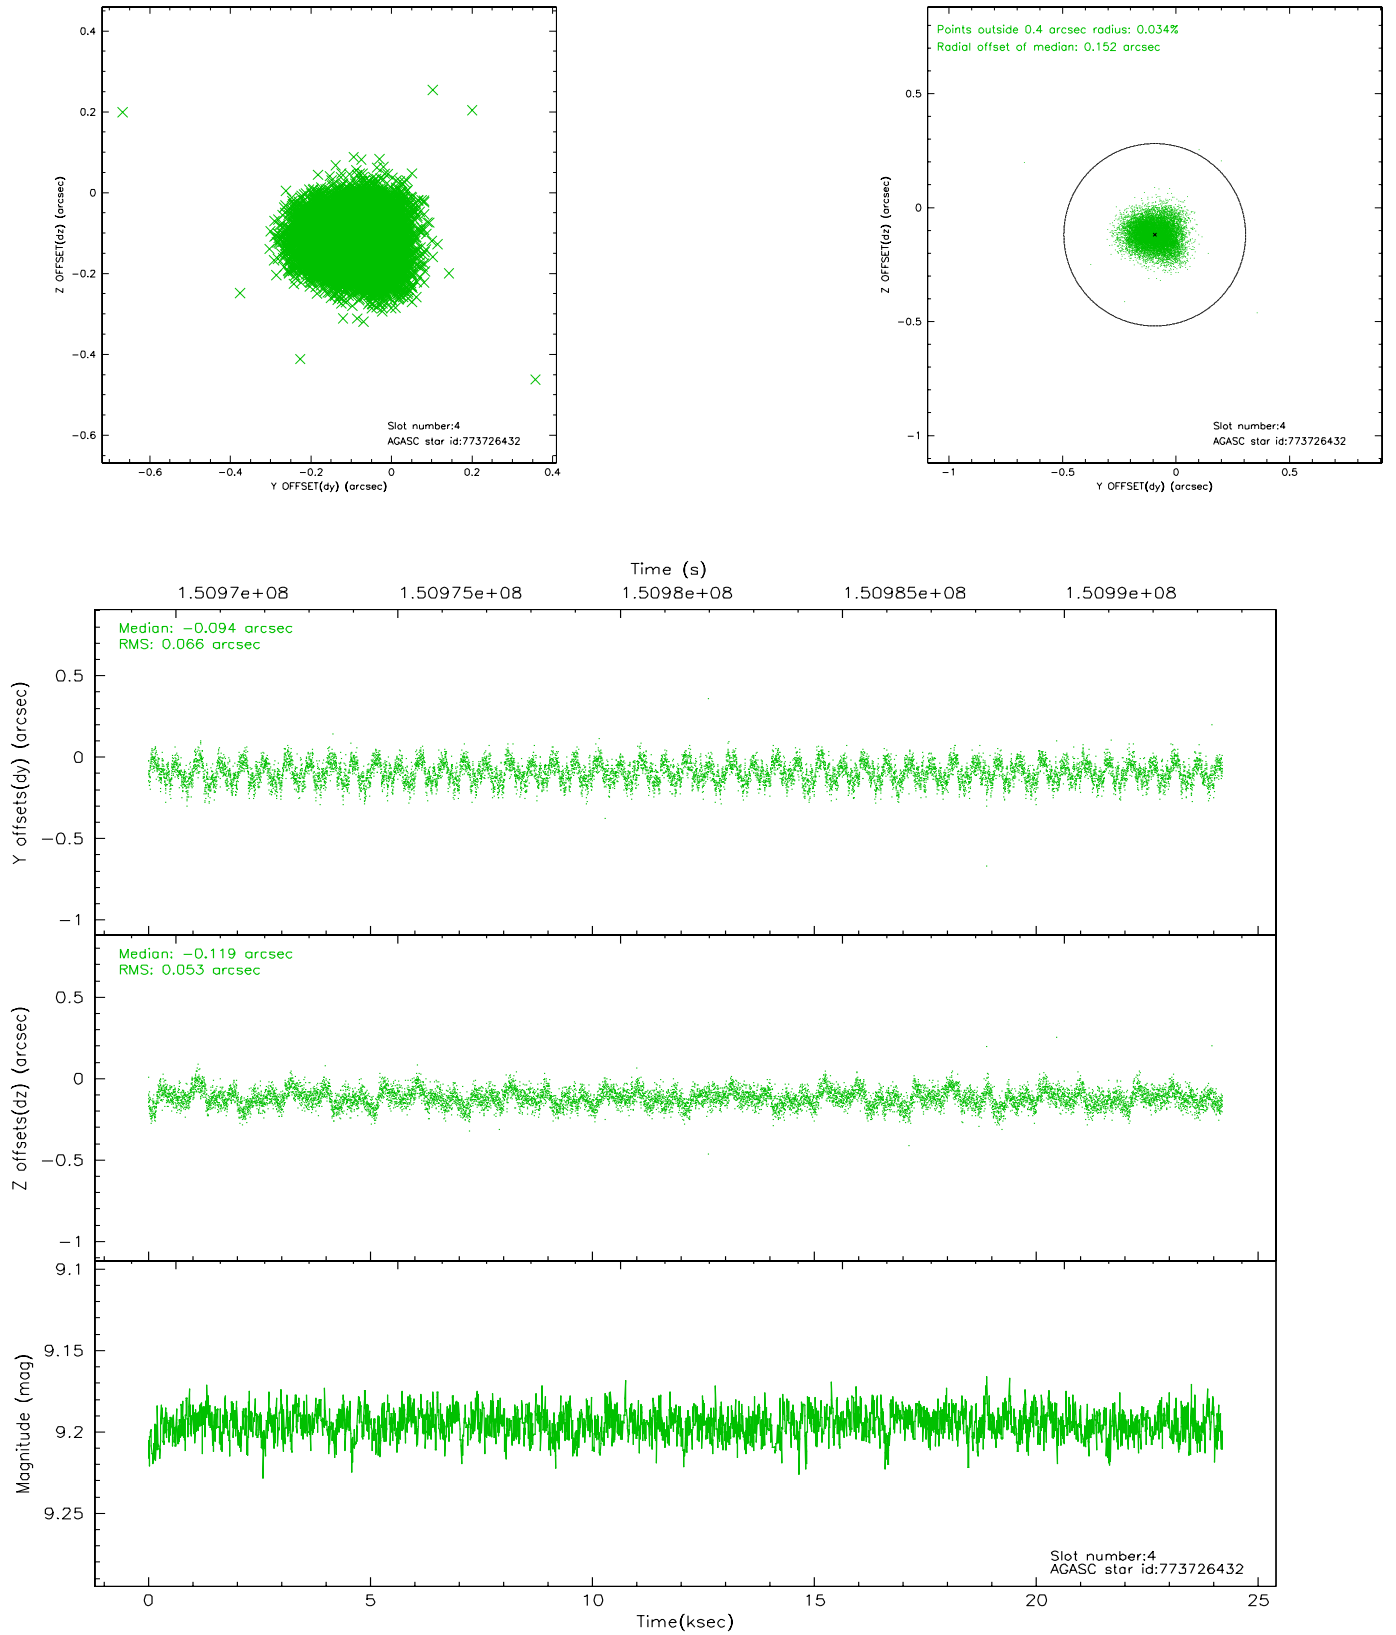 0.4
0.2
0
−0.2
−0.4
−0.6
Z OFFSET(dz) (arcsec)
Slot number:4
AGASC star id:773726432
−0.6 −0.4 −0.2 0 0.2 0.4
Y OFFSET(dy) (arcsec)
Points outside 0.4 arcsec radius: 0.034%
Radial offset of median: 0.152 arcsec
0.5
0
−0.5
−1
Z OFFSET(dz) (arcsec)
Slot number:4
AGASC star id:773726432
−1 −0.5 0 0.5
Y OFFSET(dy) (arcsec)
Time (s)
1.5097e+08 1.50975e+08 1.5098e+08 1.50985e+08 1.5099e+08
Median: −0.094 arcsec
RMS: 0.066 arcsec
0.5
0
−0.5
−1
Y offsets(dy) (arcsec)
Median: −0.119 arcsec
RMS: 0.053 arcsec
0.5
0
−0.5
−1
Z offsets(dz) (arcsec)
9.1
9.15
9.2
9.25
Magnitude (mag)
Slot number:4
AGASC star id:773726432
0 5 10 15 20 25
Time(ksec)